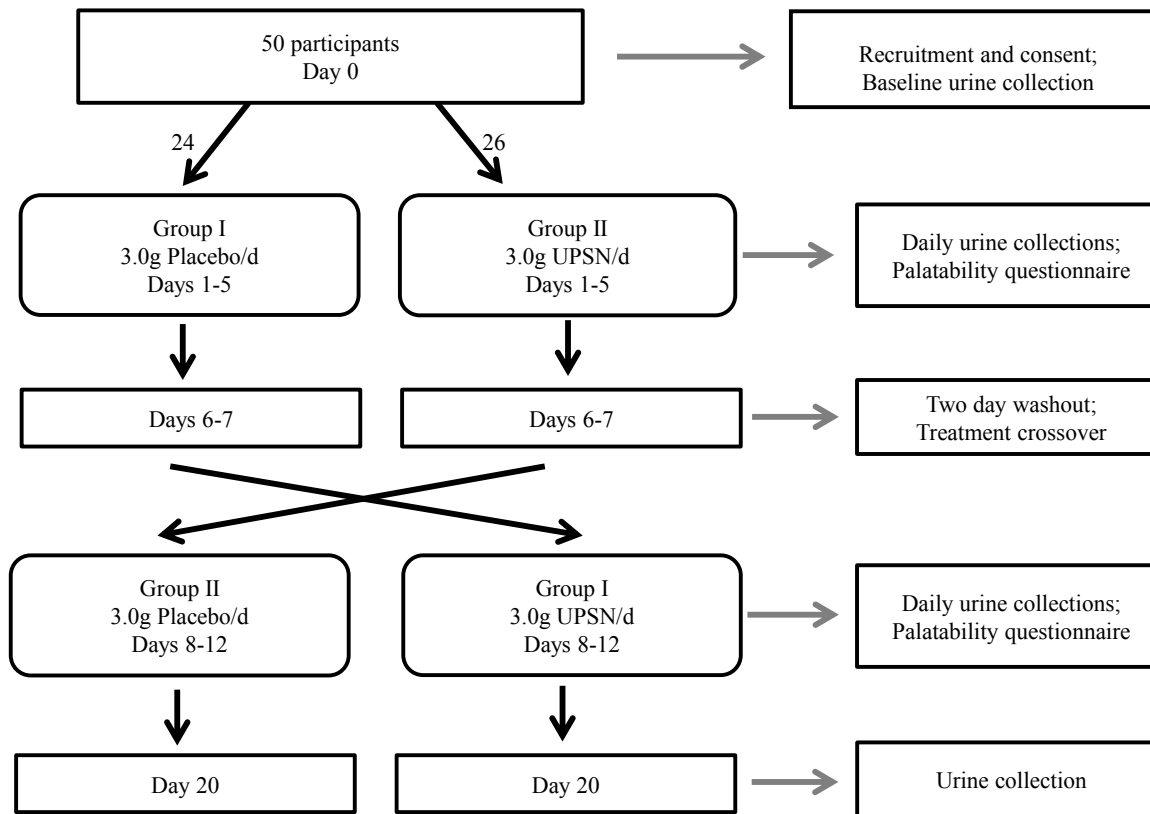 50 participants
Day 0
Recruitment and consent;
Baseline urine collection
24
26
Group I
3.0g Placebo/d
Days 1-5
Group II
3.0g UPSN/d
Days 1-5
Daily urine collections;
Palatability questionnaire
Days 6-7
Days 6-7
Two day washout;
Treatment crossover
Group II
3.0g Placebo/d
Days 8-12
Group I
3.0g UPSN/d
Days 8-12
Daily urine collections;
Palatability questionnaire
Day 20
Day 20
Urine collection